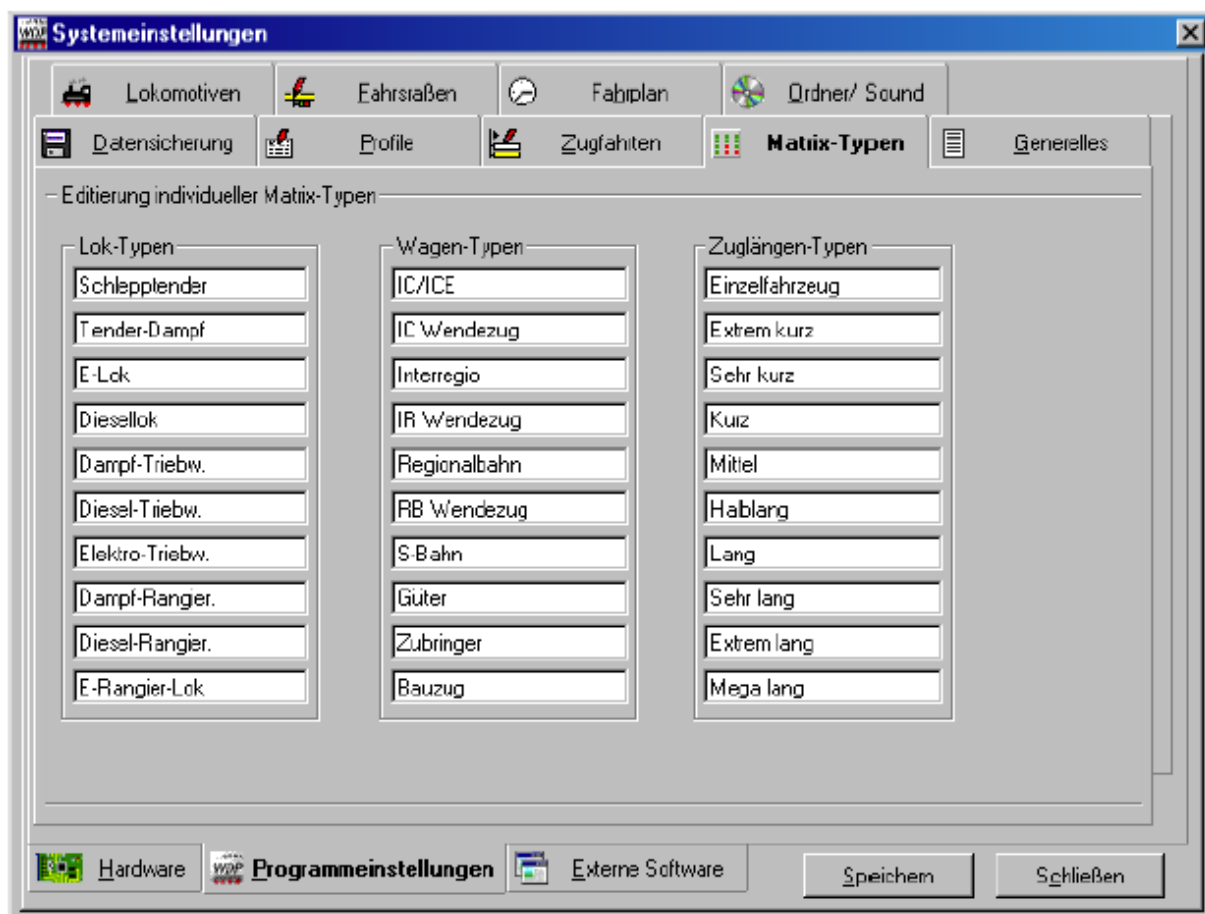 Systemeinstellungen
Lokomotiven
Fahrstraßen
Fahrplan
Ordner/ Sound
Datensicherung
Profile
Zugfahrten
Matrix-Typen
Generelles
Editierung individueller Matrix-Typen
Lok-Typen
Wagen-Typen
Zuglängen-Typen
Schlepptender
IC/ICE
Einzelfahrzeug
Tender-Dampf
IC Wendezug
Extrem kurz
E-Lok
Interregio
Sehr kurz
Diesellok
IR Wendezug
Kurz
Dampf-Triebw.
Regionalbahn
Mittel
Diesel-Triebw.
RB Wendezug
Halblang
Elektro-Triebw.
S-Bahn
Lang
Dampf-Rangier.
Güter
Sehr lang
Diesel-Rangier.
Zubringer
Extrem lang
E-Rangier-Lok
Bauzug
Mega lang
Hardware
WDP
Programmeinstellungen
Externe Software
Speichern
Schließen